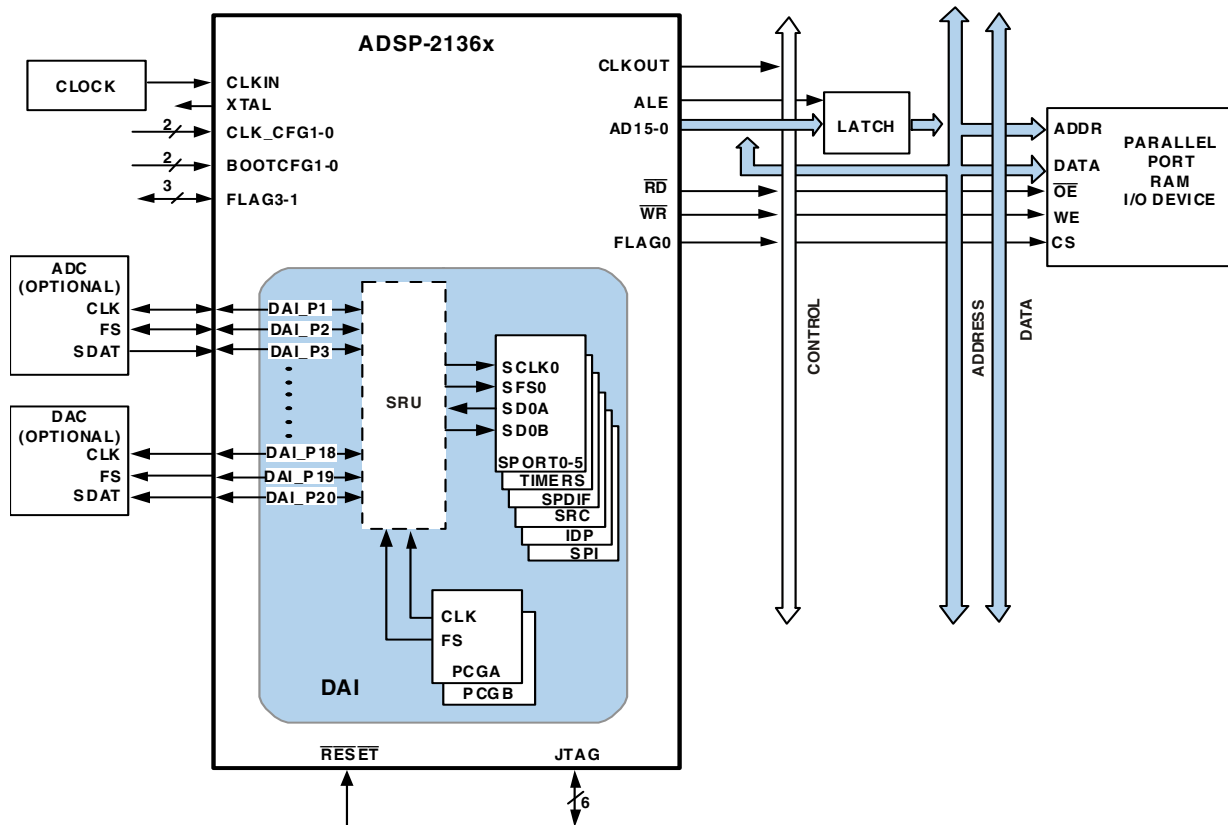 ADSP-2136x
CLOCK
CLKIN
XTAL
2
CLK_CFG1-0
2
BOOTCFG1-0
3
FLAG3-1
CLKOUT
ALE
AD15-0
RD
WR
FLAG0
LATCH
ADDR
DATA
OE
WE
CS
PARALLEL
PORT
RAM
I/O DEVICE
CONTROL
ADDRESS
DATA
ADC
(OPTIONAL)
CLK
FS
SDAT
DAC
(OPTIONAL)
CLK
FS
SDAT
DAI_P1
DAI_P2
DAI_P3
DAI_P18
DAI_P19
DAI_P20
SRU
SCLK0
SFS0
SD0A
SD0B
SPORT0-5
TIMERS
SPDIF
SRC
IDP
SPI
CLK
FS
PCGA
PCGB
DAI
RESET
JTAG
6